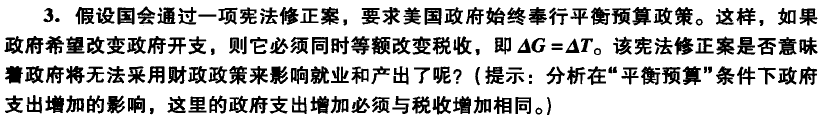 3. 假设国会通过一项宪法修正案，要求美国政府始终奉行平衡预算政策。这样，如果
政府希望改变政府开支，则它必须同时等额改变税收，即 ΔG = ΔT。该宪法修正案是否意味
着政府将无法采用财政政策来影响就业和产出了呢？（提示：分析在“平衡预算”条件下政府
支出增加的影响，这里的政府支出增加必须与税收增加相同。）